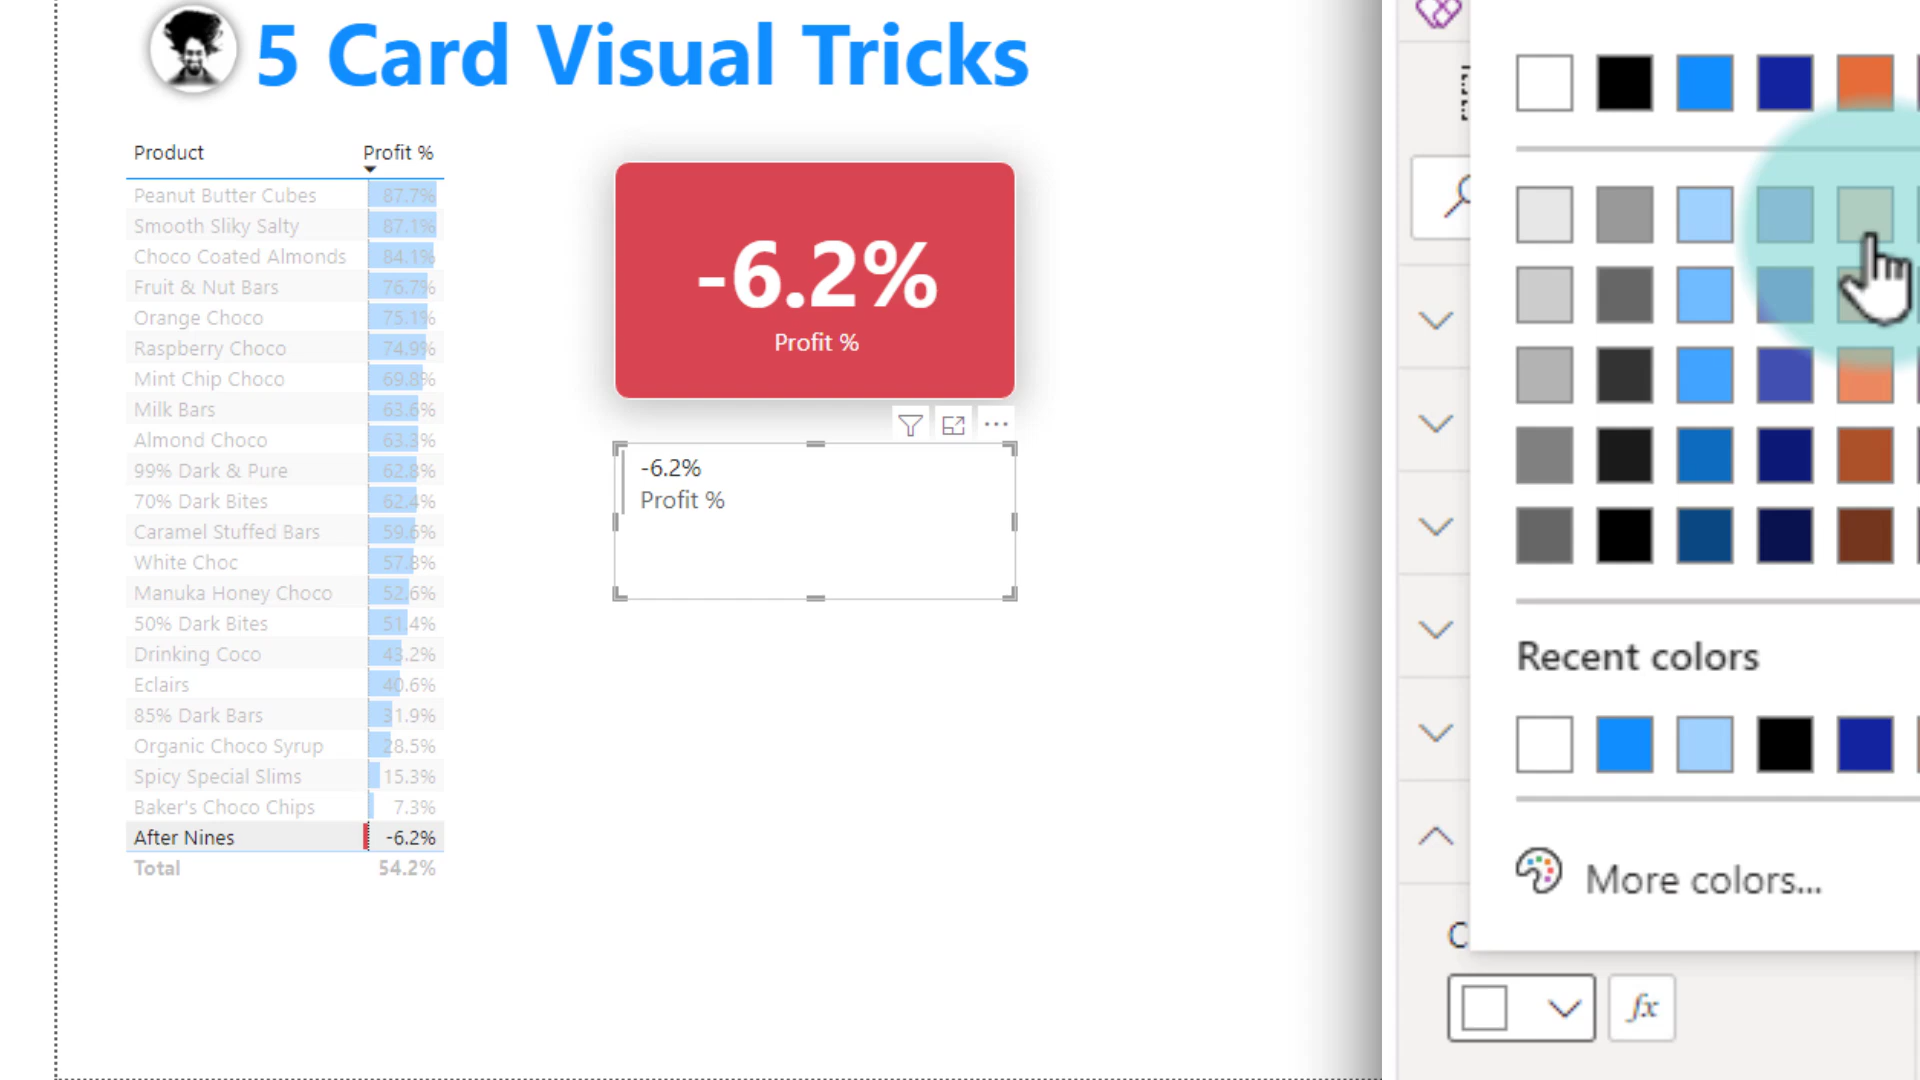 5 Card Visual Tricks
Product Profit %
Peanut Butter Cubes 87.7%
Smooth Sliky Salty 87.1%
Choco Coated Almonds 84.1%
Fruit & Nut Bars 76.7%
Orange Choco 75.1%
Raspberry Choco 74.9%
Mint Chip Choco 69.8%
Milk Bars 63.6%
Almond Choco 63.3%
99% Dark & Pure 62.8%
70% Dark Bites 62.4%
Caramel Stuffed Bars 59.6%
White Choc 57.8%
Manuka Honey Choco 52.6%
50% Dark Bites 51.4%
Drinking Coco 43.2%
Eclairs 40.6%
85% Dark Bars 31.9%
Organic Choco Syrup 28.5%
Spicy Special Slims 15.3%
Baker's Choco Chips 7.3%
After Nines -6.2%
Total 54.2%
-6.2%
Profit %
-6.2%
Profit %
Recent colors
More colors...
fx